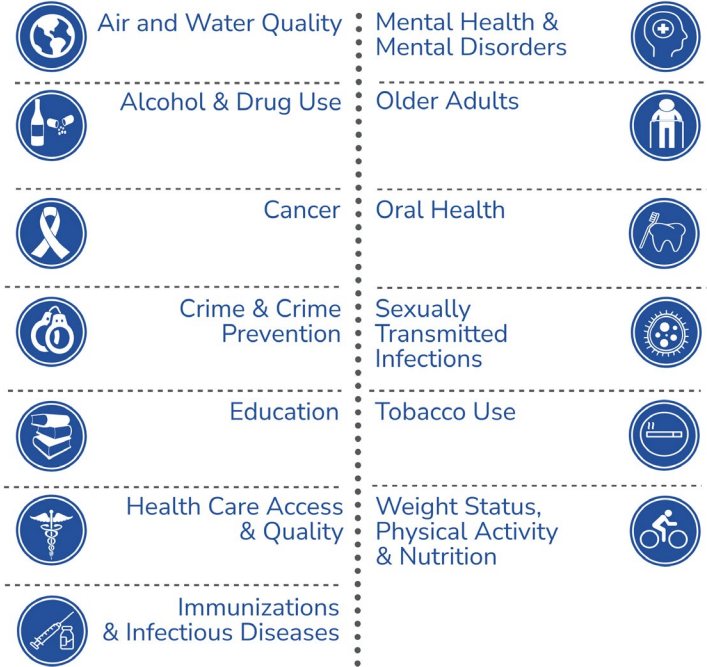 Air and Water Quality
Alcohol & Drug Use
Cancer
Crime & Crime
Prevention
Education
Health Care Access
& Quality
Immunizations
& Infectious Diseases
Mental Health &
Mental Disorders
Older Adults
Oral Health
Sexually
Transmitted
Infections
Tobacco Use
Weight Status,
Physical Activity
& Nutrition